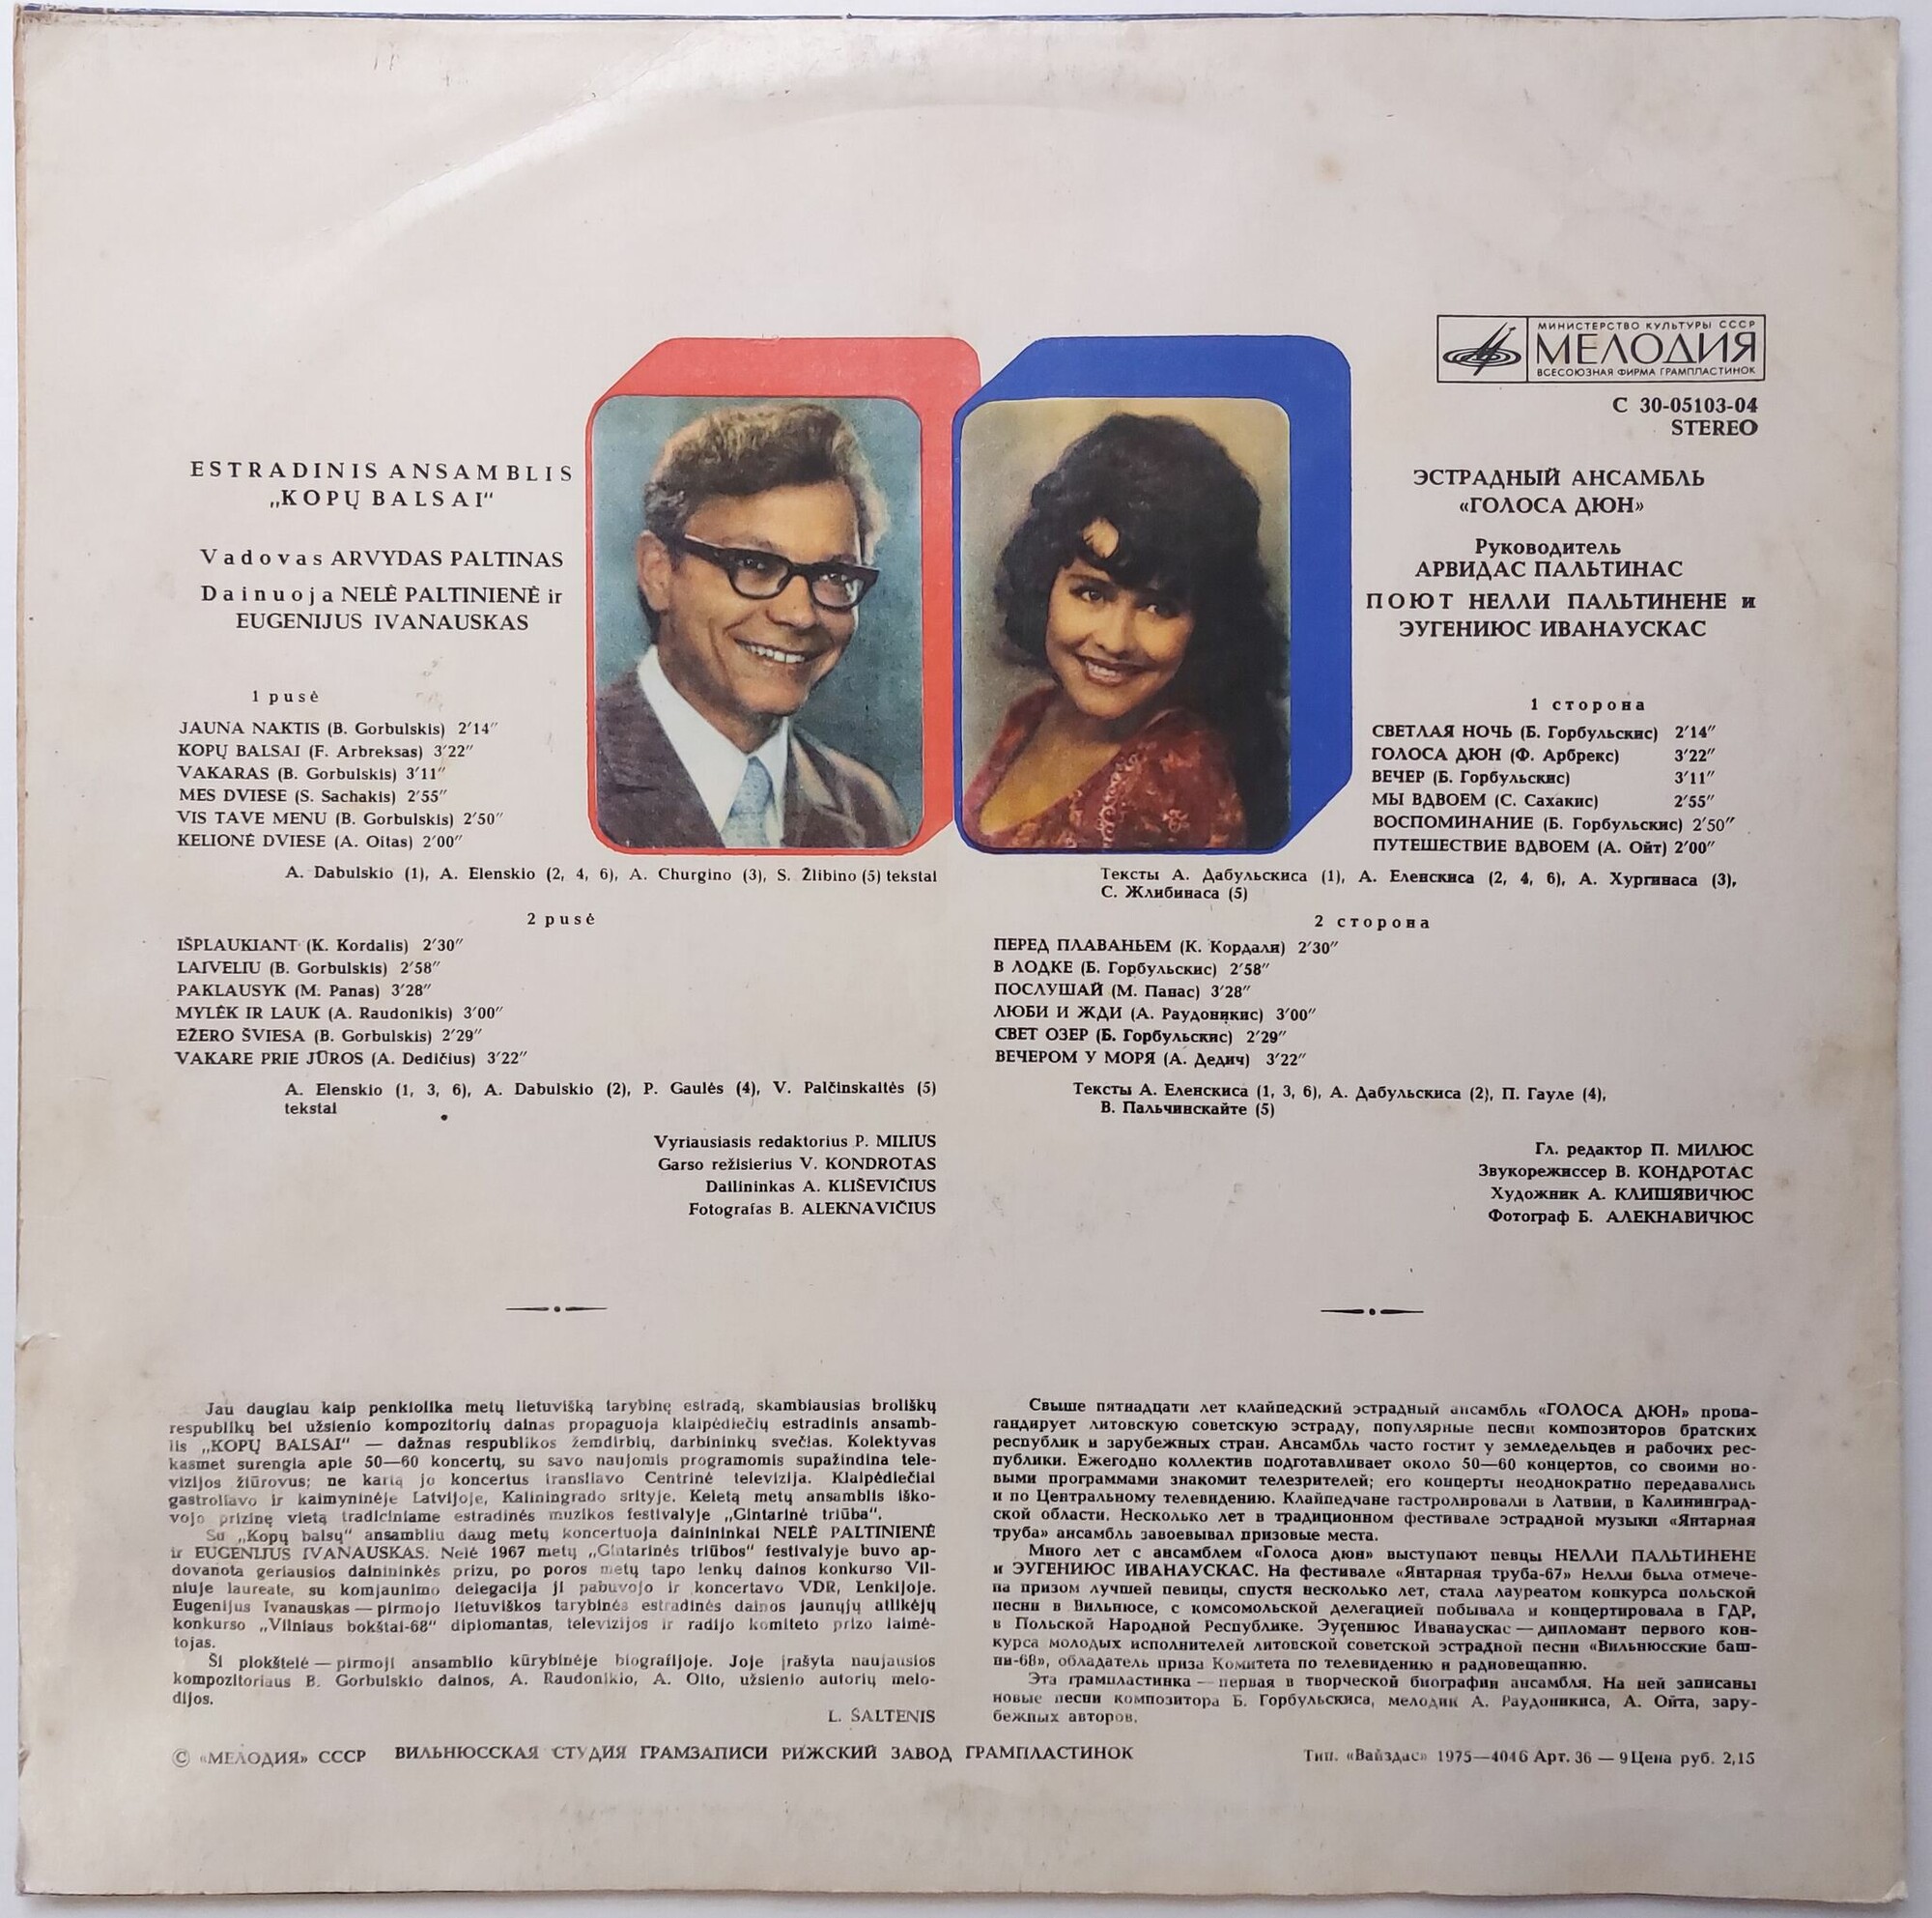 МИНИСТЕРСТВО КУЛЬТУРЫ СССР
МЕЛОДИЯ
ВСЕСОЮЗНАЯ ФИРМА ГРАМПЛАСТИНОК
С 30-05103-04
STEREO
ESTRADINIS ANSAMBLIS
„KOPŲ BALSAI“
Vadovas ARVYDAS PALTINAS
Dainuoja NELĖ PALTINIENĖ ir
EUGENIJUS IVANAUSKAS
1 pusė
JAUNA NAKTIS (B. Gorbulskis) 2′14″
KOPŲ BALSAI (F. Arbreksas) 3′22″
VAKARAS (B. Gorbulskis) 3′11″
MES DVIESE (S. Sachakis) 2′55″
VIS TAVE MENU (B. Gorbulskis) 2′50″
KELIONĖ DVIESE (A. Oitas) 2′00″
A. Dabulskio (1), A. Elenskio (2, 4, 6), A. Churgino (3), S. Žlibino (5) tekstai
2 pusė
IŠPLAUKIANT (K. Kordalis) 2′30″
LAIVELIU (B. Gorbulskis) 2′58″
PAKLAUSYK (M. Panas) 3′28″
MYLĖK IR LAUK (A. Raudonikis) 3′00″
EŽERO ŠVIESA (B. Gorbulskis) 2′29″
VAKARE PRIE JŪROS (A. Dedičius) 3′22″
A. Elenskio (1, 3, 6), A. Dabulskio (2), P. Gaulės (4), V. Palčinskaitės (5)
tekstai
Vyriausiasis redaktorius P. MILIUS
Garso režisierius V. KONDROTAS
Dailininkas A. KLIŠEVIČIUS
Fotografas B. ALEKNAVIČIUS
ЭСТРАДНЫЙ АНСАМБЛЬ
«ГОЛОСА ДЮН»
Руководитель
АРВИДАС ПАЛЬТИНАС
ПОЮТ НЕЛЛИ ПАЛЬТИНЕНЕ и
ЭУГЕНИЮС ИВАНАУСКАС
1 сторона
СВЕТЛАЯ НОЧЬ (Б. Горбульскис) 2′14″
ГОЛОСА ДЮН (Ф. Арбрекс) 3′22″
ВЕЧЕР (Б. Горбульскис) 3′11″
МЫ ВДВОЕМ (С. Сахакис) 2′55″
ВОСПОМИНАНИЕ (Б. Горбульскис) 2′50″
ПУТЕШЕСТВИЕ ВДВОЕМ (А. Ойт) 2′00″
Тексты А. Дабульскиса (1), А. Еленскиса (2, 4, 6), А. Хургинаса (3),
С. Жлибинаса (5)
2 сторона
ПЕРЕД ПЛАВАНЬЕМ (К. Кордали) 2′30″
В ЛОДКЕ (Б. Горбульскис) 2′58″
ПОСЛУШАЙ (М. Панас) 3′28″
ЛЮБИ И ЖДИ (А. Раудоникис) 3′00″
СВЕТ ОЗЕР (Б. Горбульскис) 2′29″
ВЕЧЕРОМ У МОРЯ (А. Дедич) 3′22″
Тексты А. Еленскиса (1, 3, 6), А. Дабульскиса (2), П. Гауле (4),
В. Пальчинскайте (5)
Гл. редактор П. МИЛЮС
Звукорежиссер В. КОНДРОТАС
Художник А. КЛИШЯВИЧЮС
Фотограф Б. АЛЕКНАВИЧЮС
Jau daugiau kaip penkiolika metų lietuvišką tarybinę estradą, skambiausias broliškų
respublikų bei užsienio kompozitorių dainas propaguoja klaipėdiečių estradinis ansamb-
lis „KOPŲ BALSAI“ — dažnas respublikos žemdirbių, darbininkų svečias. Kolektyvas
kasmet surengia apie 50—60 koncertų, su savo naujomis programomis supažindina tele-
vizijos žiūrovus; ne kartą jo koncertus transliavo Centrinė televizija. Klaipėdiečiai
gastroliavo ir kaimyninėje Latvijoje, Kaliningrado srityje. Keletą metų ansamblis iško-
vojo prizinę vietą tradiciniame estradinės muzikos festivalyje „Gintarinė triūba“.
Su „Kopų balsų“ ansambliu daug metų koncertuoja dainininkai NELĖ PALTINIENĖ
ir EUGENIJUS IVANAUSKAS. Nelė 1967 metų „Gintarinės triūbos“ festivalyje buvo ap-
dovanota geriausios dainininkės prizu, po poros metų tapo lenkų dainos konkurso Vil-
niuje laureate, su komjaunimo delegacija ji pabuvojo ir koncertavo VDR, Lenkijoje.
Eugenijus Ivanauskas — pirmojo lietuviškos tarybinės estradinės dainos jaunųjų atlikėjų
konkurso „Vilniaus bokštai-68“ diplomantas, televizijos ir radijo komiteto prizo laimė-
tojas.
Ši plokštelė — pirmoji ansamblio kūrybinėje biografijoje. Joje įrašyta naujausios
kompozitoriaus B. Gorbulskio dainos, A. Raudonikio, A. Oito, užsienio autorių melo-
dijos.
L. ŠALTENIS
Свыше пятнадцати лет клайпедский эстрадный ансамбль «ГОЛОСА ДЮН» пропа-
гандирует литовскую советскую эстраду, популярные песни композиторов братских
республик и зарубежных стран. Ансамбль часто гостит у земледельцев и рабочих рес-
публики. Ежегодно коллектив подготавливает около 50—60 концертов, со своими но-
выми программами знакомит телезрителей; его концерты неоднократно передавались
и по Центральному телевидению. Клайпедчане гастролировали в Латвии, в Калининград-
ской области. Несколько лет в традиционном фестивале эстрадной музыки «Янтарная
труба» ансамбль завоевывал призовые места.
Много лет с ансамблем «Голоса дюн» выступают певцы НЕЛЛИ ПАЛЬТИНЕНЕ
и ЭУГЕНИЮС ИВАНАУСКАС. На фестивале «Янтарная труба-67» Нелли была отмече-
на призом лучшей певицы, спустя несколько лет, стала лауреатом конкурса польской
песни в Вильнюсе, с комсомольской делегацией побывала и концертировала в ГДР,
в Польской Народной Республике. Эугениюс Иванаускас — дипломант первого кон-
курса молодых исполнителей литовской советской эстрадной песни «Вильнюсские баш-
ни-68», обладатель приза Комитета по телевидению и радиовещанию.
Эта грампластинка — первая в творческой биографии ансамбля. На ней записаны
новые песни композитора Б. Горбульскиса, мелодии А. Раудоникиса, А. Ойта, зару-
бежных авторов.
© «МЕЛОДИЯ» СССР ВИЛЬНЮССКАЯ СТУДИЯ ГРАМЗАПИСИ РИЖСКИЙ ЗАВОД ГРАМПЛАСТИНОК Тип. «Вайздас» 1975—4046 Арт. 36 — 9 Цена руб. 2,15